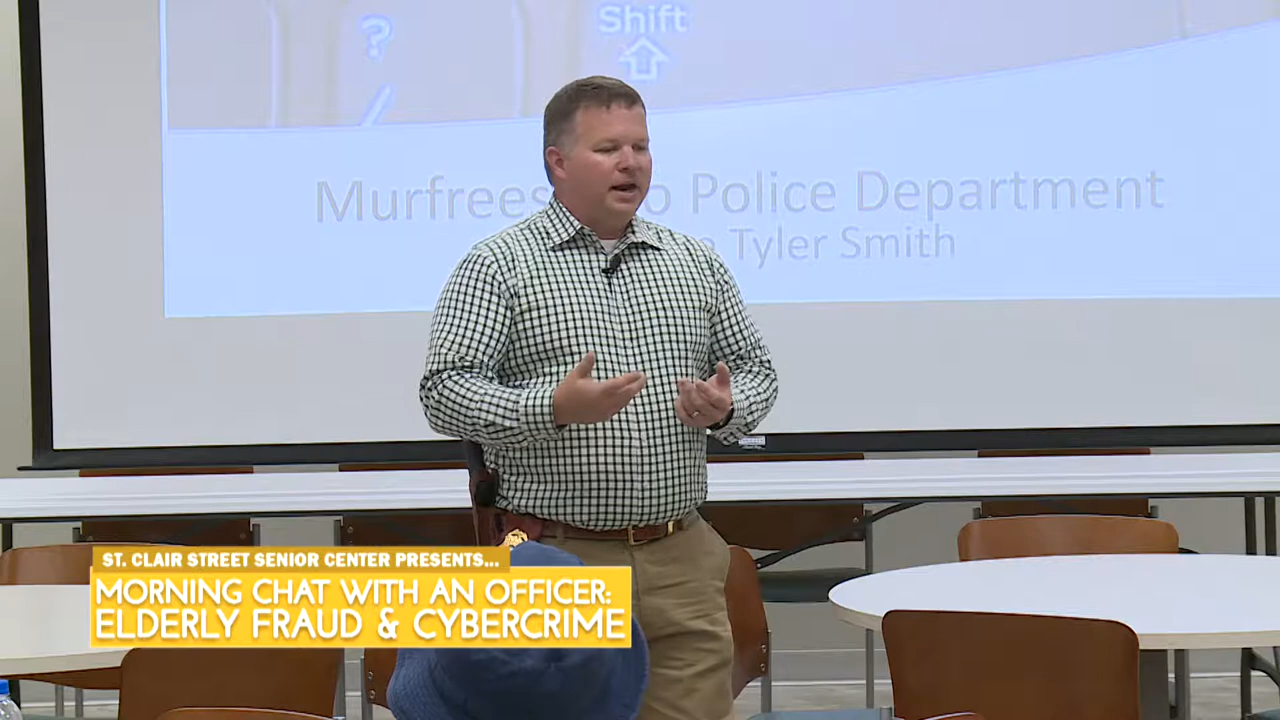 ?
/
Shift
Murfrees o Police Department
Tyler Smith
ST. CLAIR STREET SENIOR CENTER PRESENTS...
MORNING CHAT WITH AN OFFICER:
ELDERLY FRAUD & CYBERCRIME